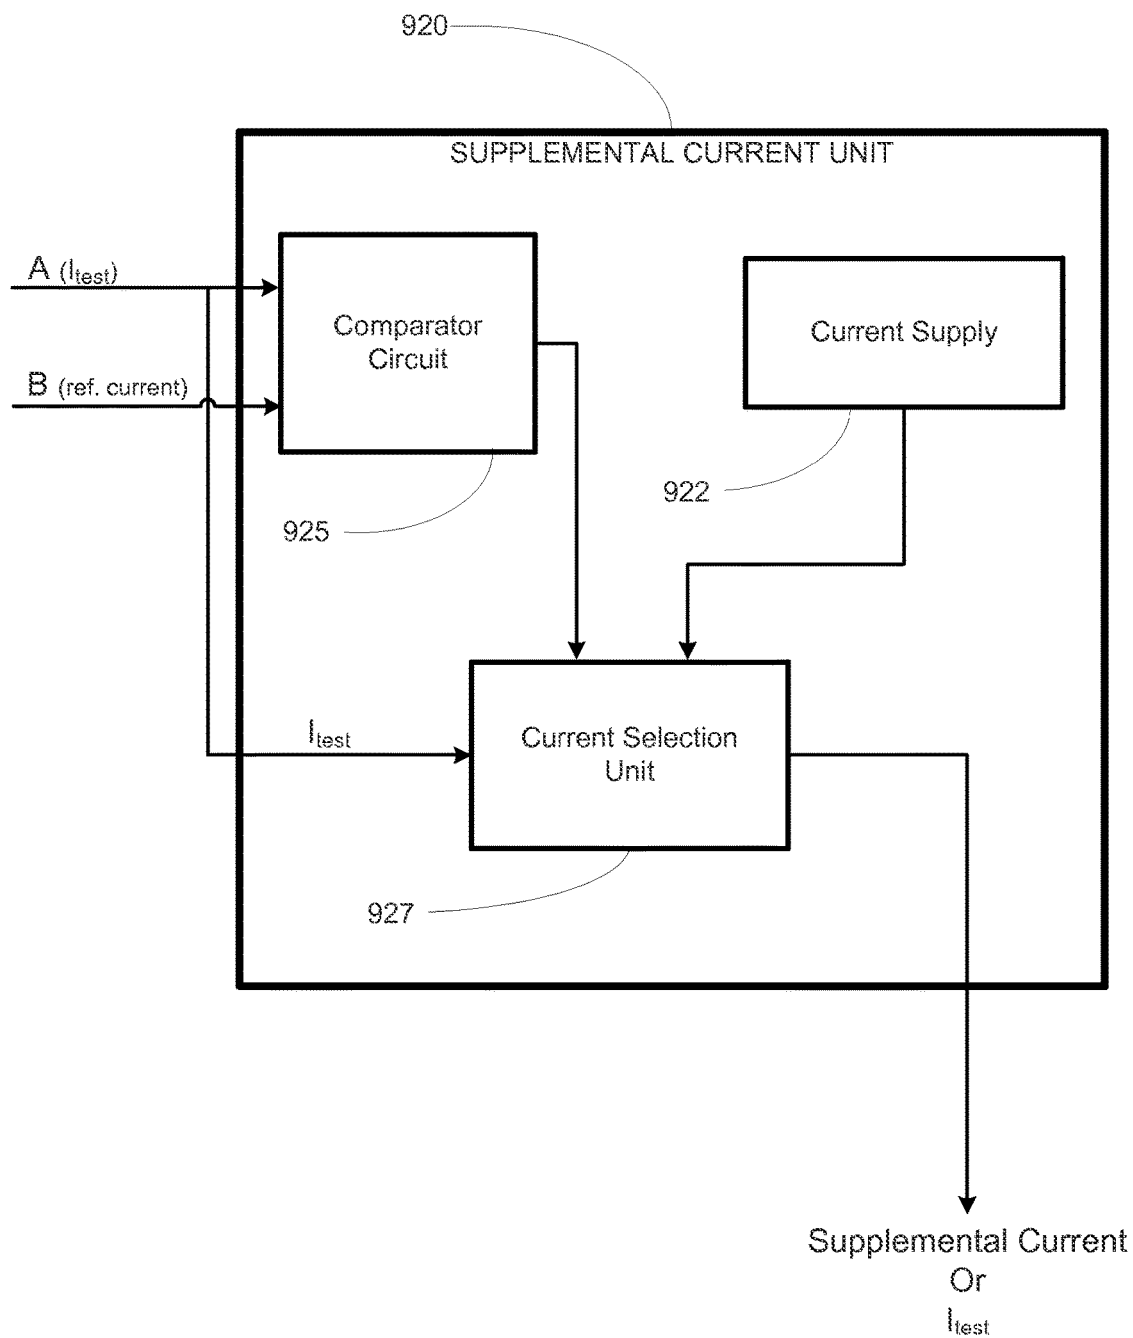 920
SUPPLEMENTAL CURRENT UNIT
A (Itest)
Comparator
Circuit
Current Supply
B (ref. current)
922
925
Itest
Current Selection
Unit
927
Supplemental Current
Or
Itest